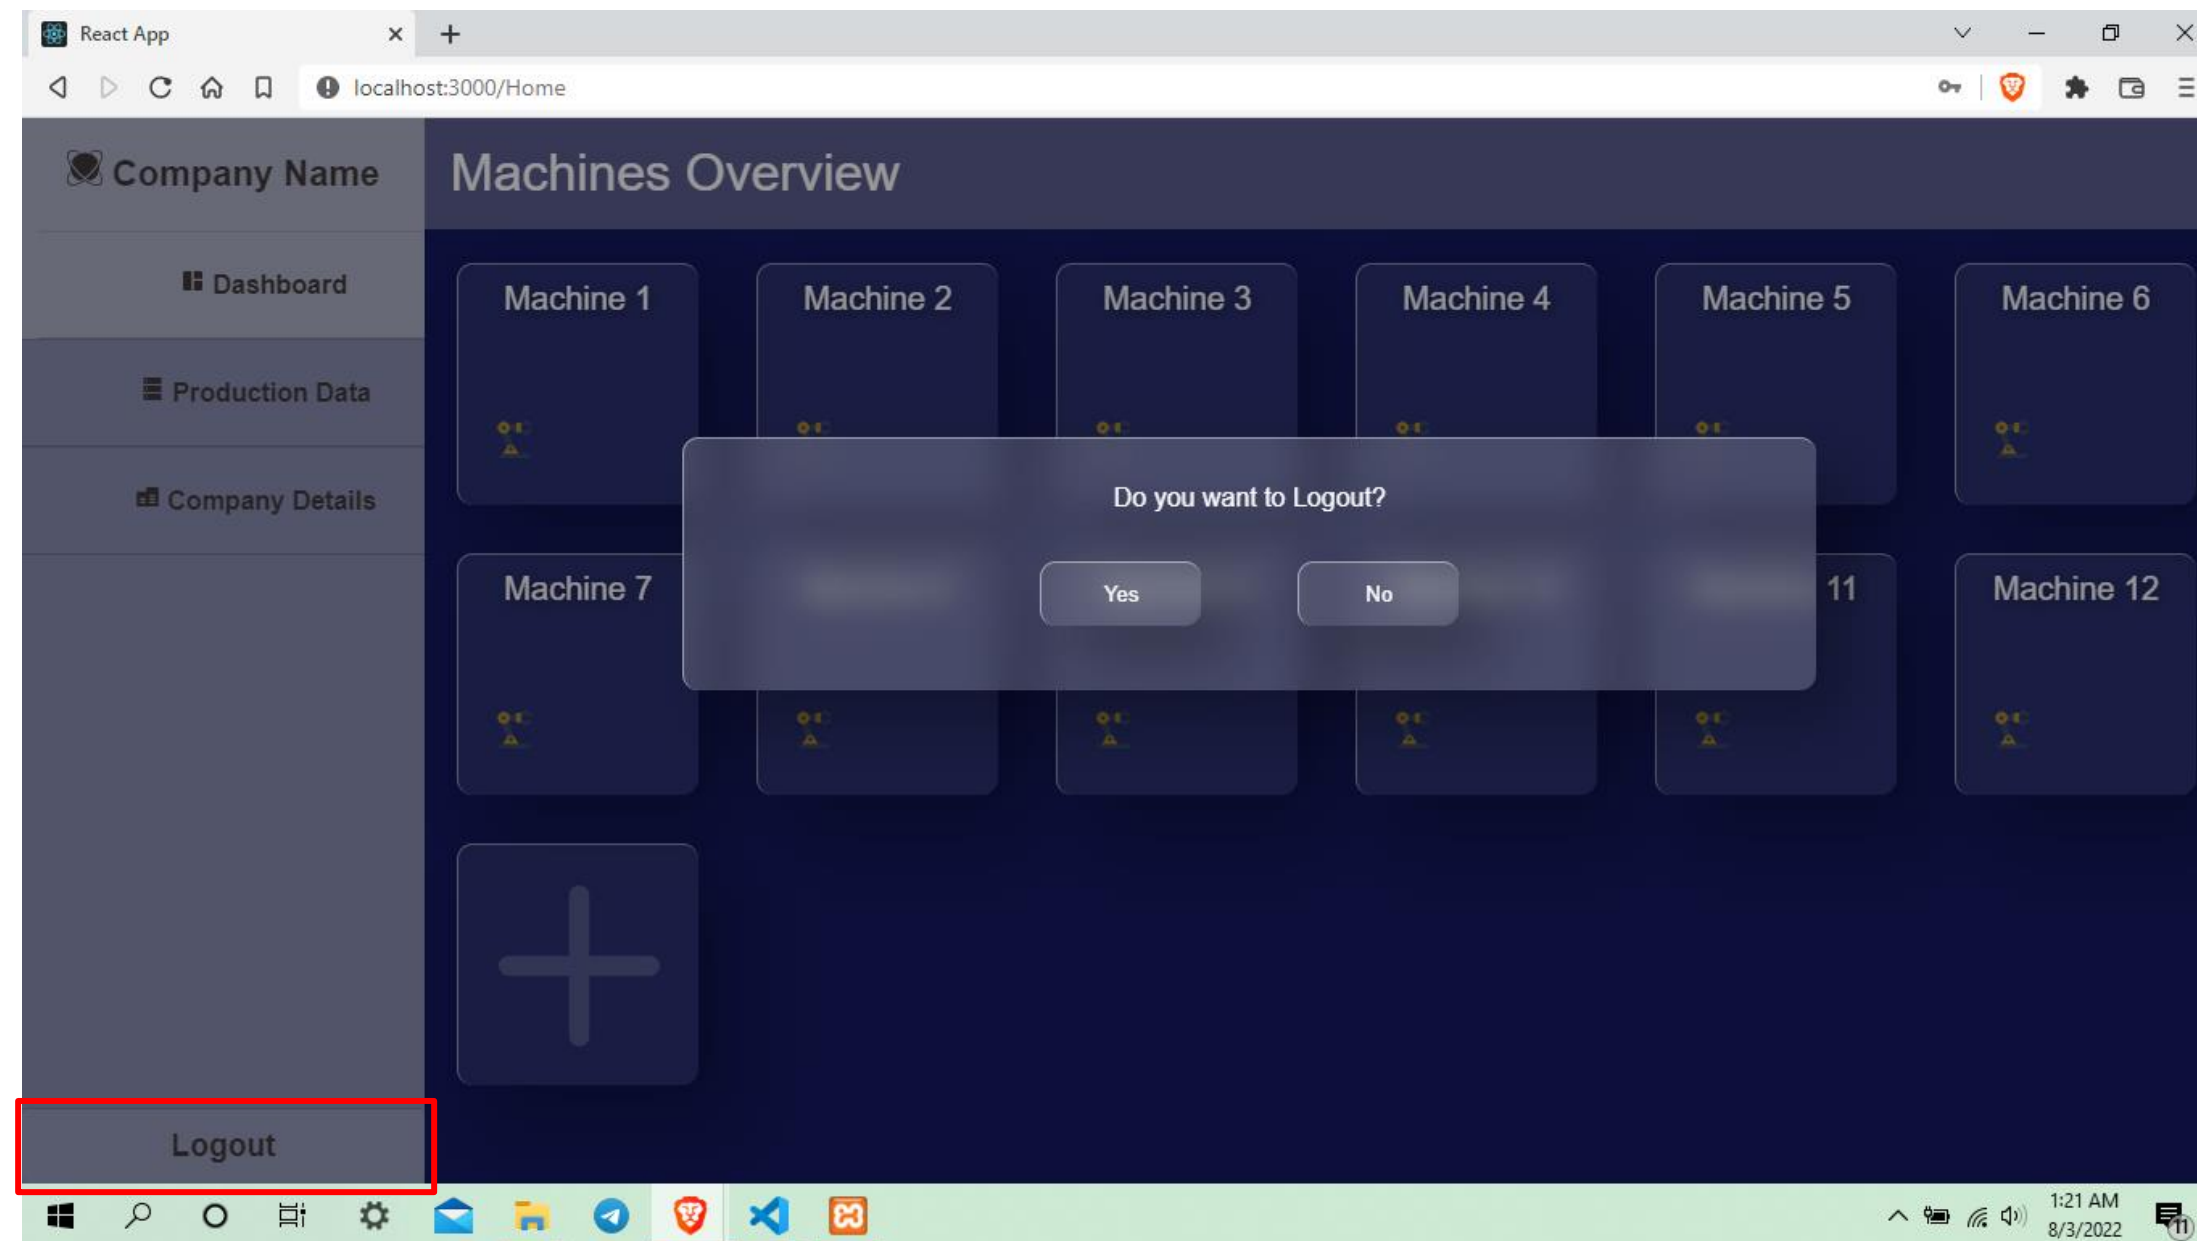 React App
localhost:3000/Home
Company Name
Machines Overview
Dashboard
Production Data
Company Details
Machine 1
Machine 2
Machine 3
Machine 4
Machine 5
Machine 6
Do you want to Logout?
Yes
No
Machine 7
11
Machine 12
Logout
1:21 AM
8/3/2022
11